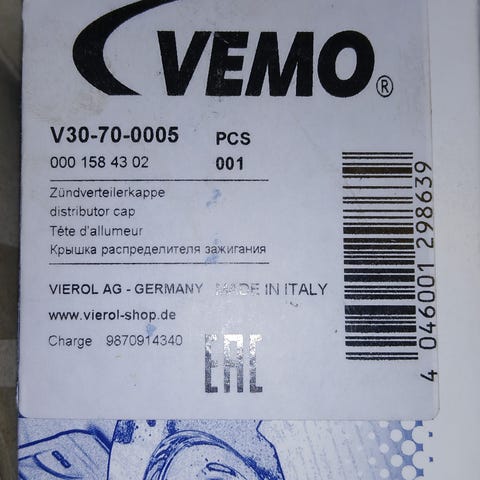 VEMO®
V30-70-0005 PCS
000 158 43 02 001
Zündverteilerkappe
distributor cap
Tête d'allumeur
Крышка распределителя зажигания
VIEROL AG - GERMANY MADE IN ITALY
www.vierol-shop.de
Charge 9870914340
EAC
4 046001 298639